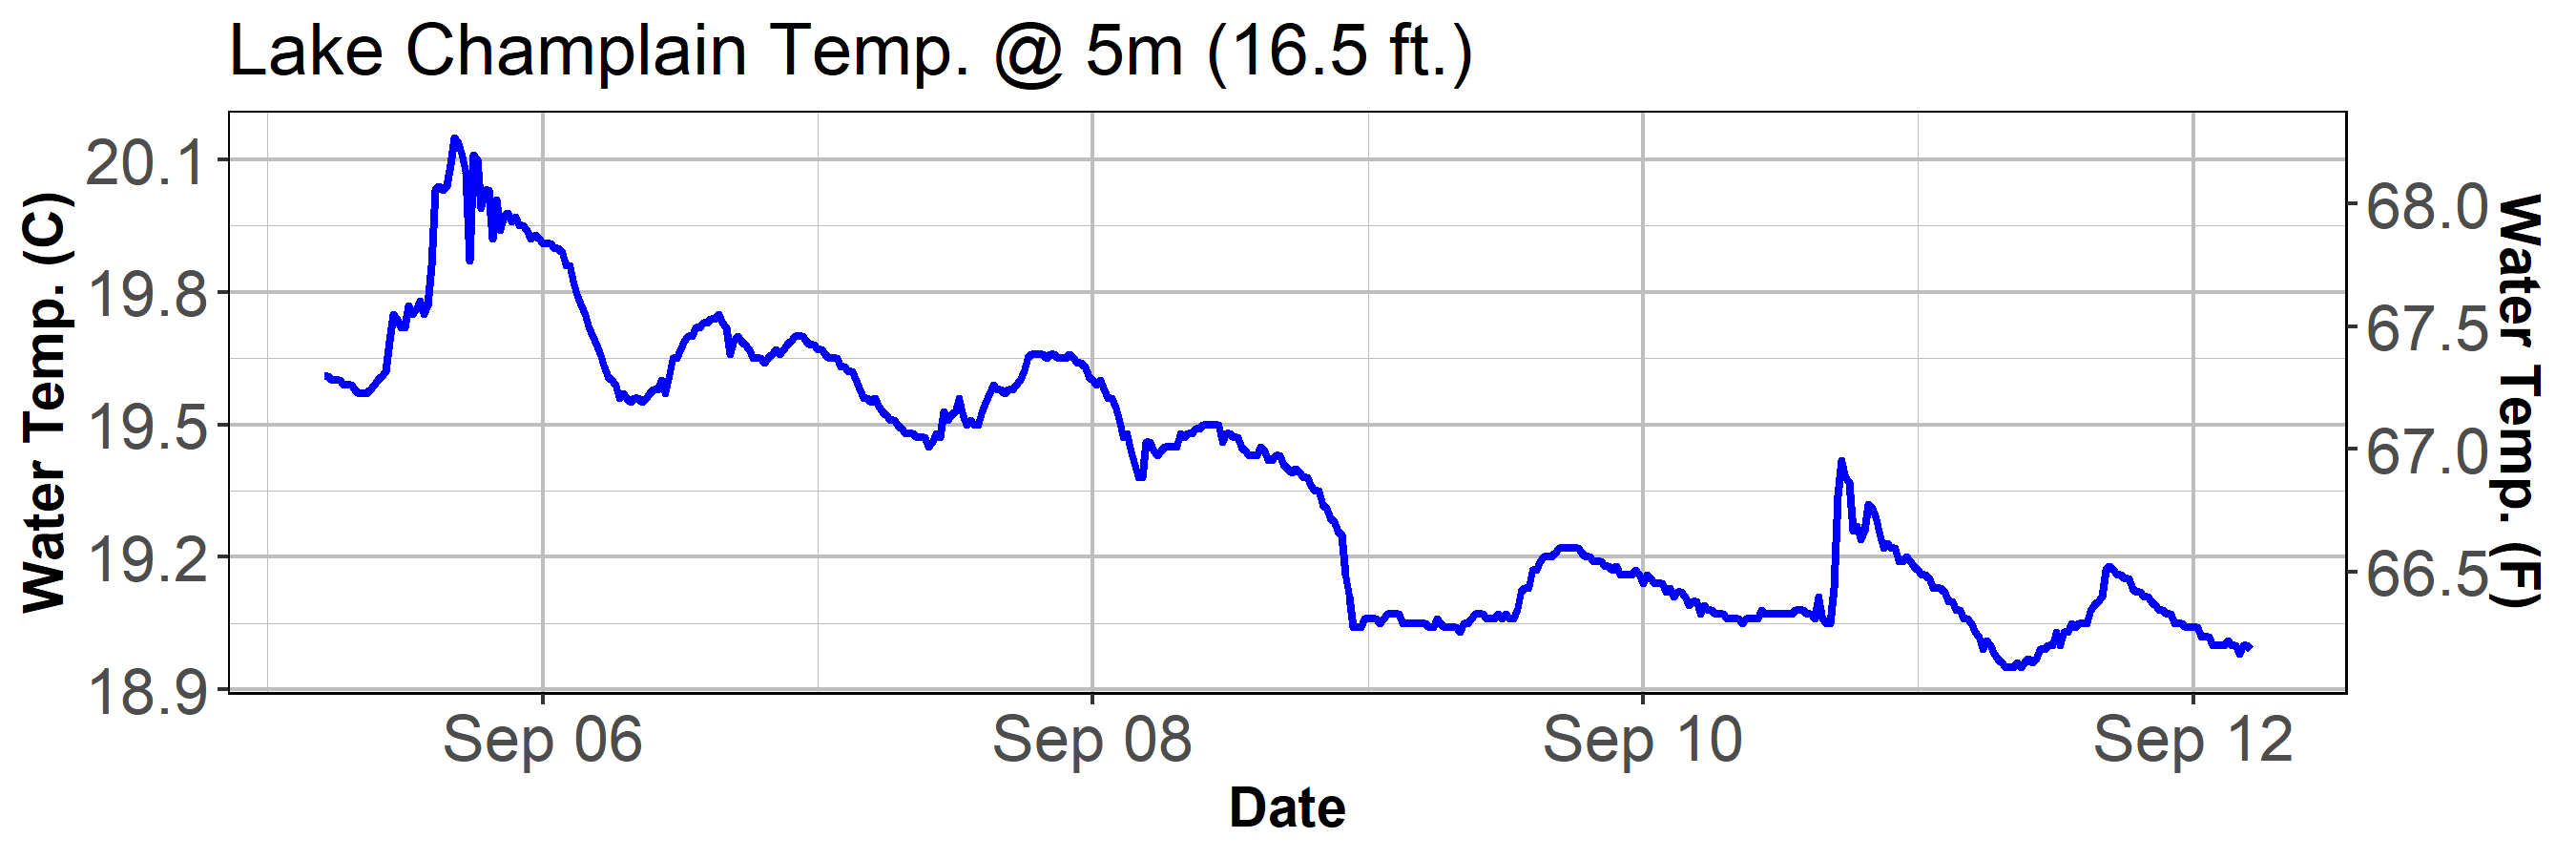 Lake Champlain Temp. @ 5m (16.5 ft.)
Water Temp. (C)
20.1
19.8
19.5
19.2
18.9
68.0
67.5
67.0
66.5
Water Temp. (F)
Sep 06 Sep 08 Sep 10 Sep 12
Date